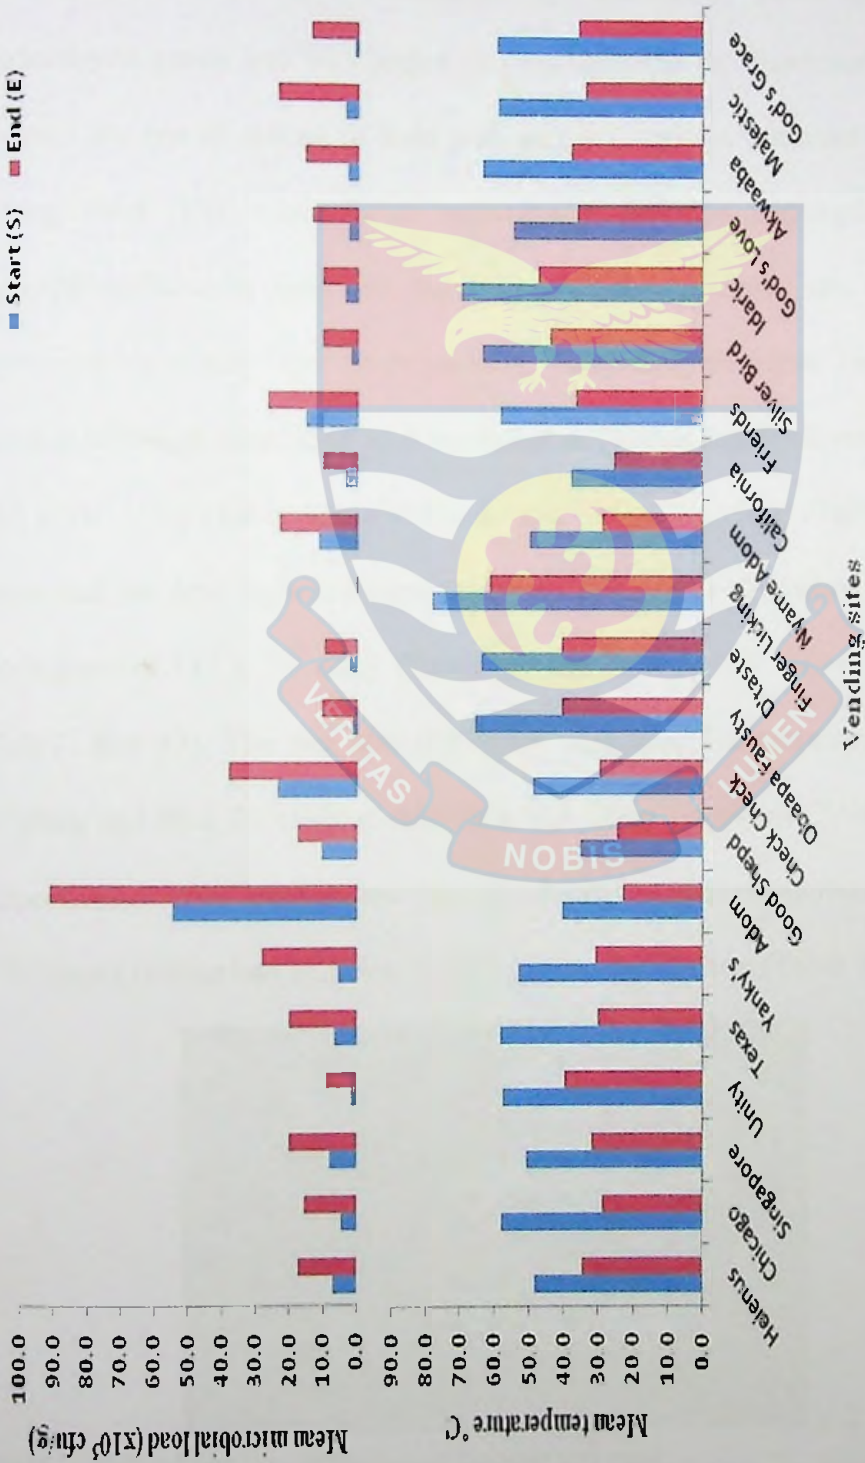 Start (S) End (E)
Mean microbial load (x10⁵ cfu/g)
100.0
90.0
80.0
70.0
60.0
50.0
40.0
30.0
20.0
10.0
0.0
Mean temperature °C
90.0
80.0
70.0
60.0
50.0
40.0
30.0
20.0
10.0
0.0
Helenus
Chicago
Singapore
Unity
Texas
Yanky's
Adom
Good Shepd
Check Check
Obaapa Fausty
D'taste
Finger Licking
Nyame Adom
California
Friends
Silver Bird
Idaric
God's Love
Akwaaba
Majestic
God's Grace
Vending sites
VERITAS
NOBIS
LUMEN